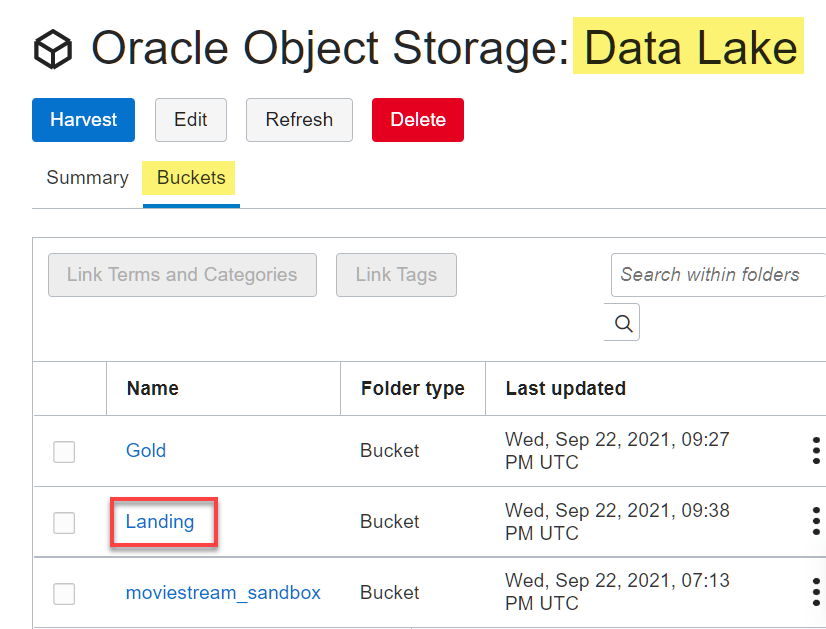 Oracle Object Storage: Data Lake
Harvest Edit Refresh Delete
Summary Buckets
Link Terms and Categories Link Tags Search within folders
Name Folder type Last updated
Gold Bucket Wed, Sep 22, 2021, 09:27
PM UTC
Landing Bucket Wed, Sep 22, 2021, 09:38
PM UTC
moviestream_sandbox Bucket Wed, Sep 22, 2021, 07:13
PM UTC